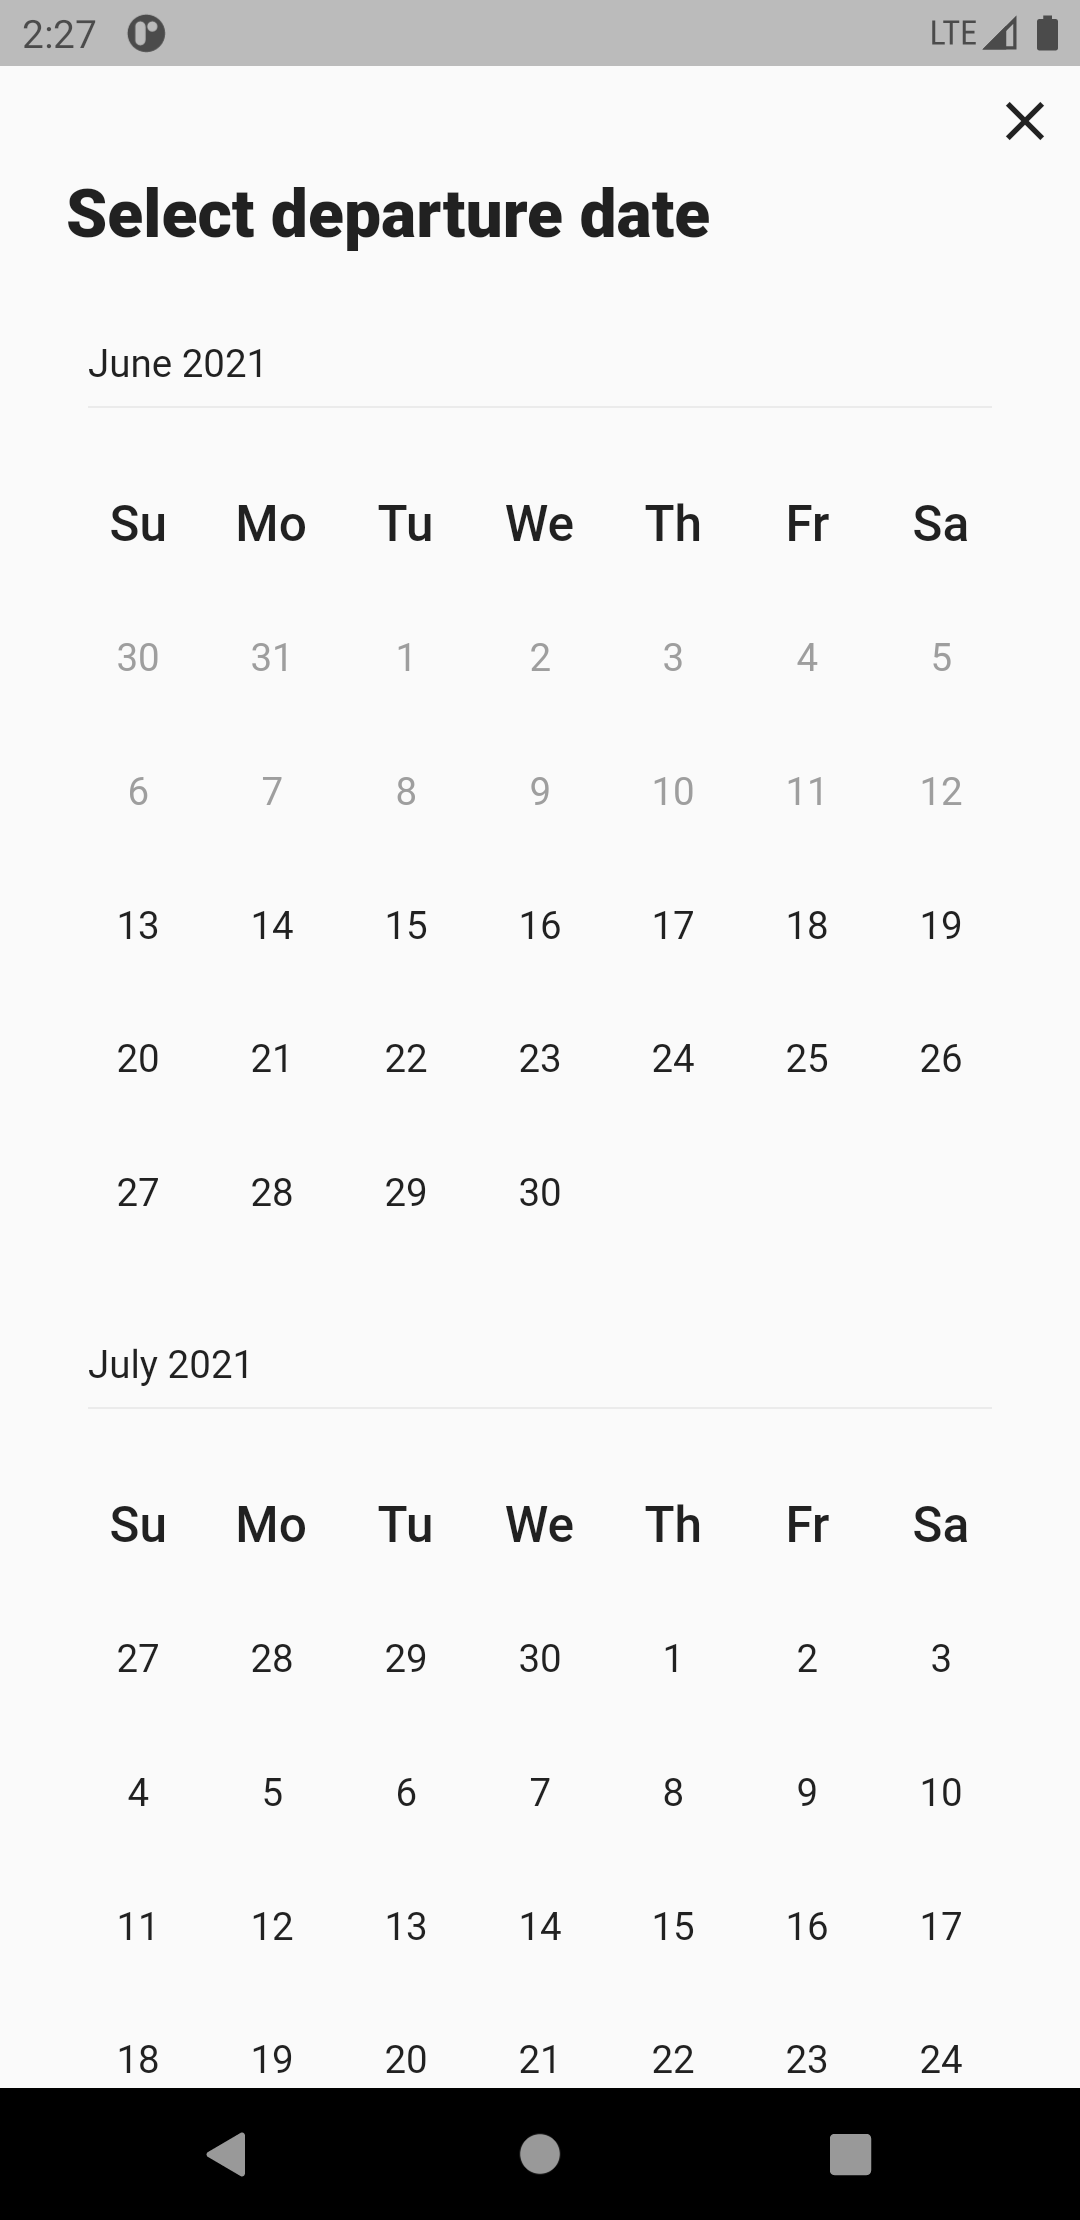 2:27 LTE
Select departure date
June 2021
Su Mo Tu We Th Fr Sa
30 31 1 2 3 4 5
6 7 8 9 10 11 12
13 14 15 16 17 18 19
20 21 22 23 24 25 26
27 28 29 30
July 2021
Su Mo Tu We Th Fr Sa
27 28 29 30 1 2 3
4 5 6 7 8 9 10
11 12 13 14 15 16 17
18 19 20 21 22 23 24